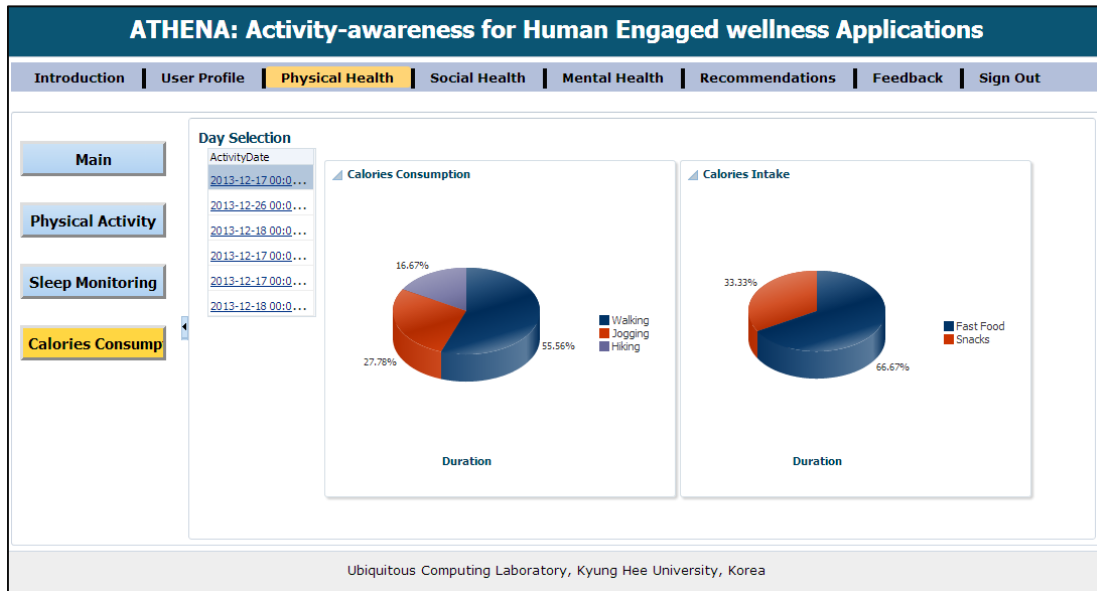 ATHENA: Activity-awareness for Human Engaged wellness Applications
Introduction User Profile Physical Health Social Health Mental Health Recommendations Feedback Sign Out
Main
Physical Activity
Sleep Monitoring
Calories Consump
Day Selection
ActivityDate
2013-12-17 00:0...
2013-12-26 00:0...
2013-12-18 00:0...
2013-12-17 00:0...
2013-12-17 00:0...
2013-12-18 00:0...
Calories Consumption
16.67%
27.78%
55.56%
Walking
Jogging
Hiking
Duration
Calories Intake
33.33%
66.67%
Fast Food
Snacks
Duration
Ubiquitous Computing Laboratory, Kyung Hee University, Korea